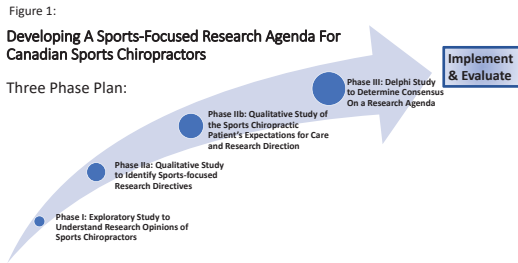 Figure 1:
Developing A Sports-Focused Research Agenda For
Canadian Sports Chiropractors
Three Phase Plan:
Implement
& Evaluate
Phase III: Delphi Study
to Determine Consensus
On a Research Agenda
Phase IIb: Qualitative Study of
the Sports Chiropractic
Patient's Expectations for Care
and Research Direction
Phase IIa: Qualitative Study
to Identify Sports-focused
Research Directives
Phase I: Exploratory Study to
Understand Research Opinions of
Sports Chiropractors